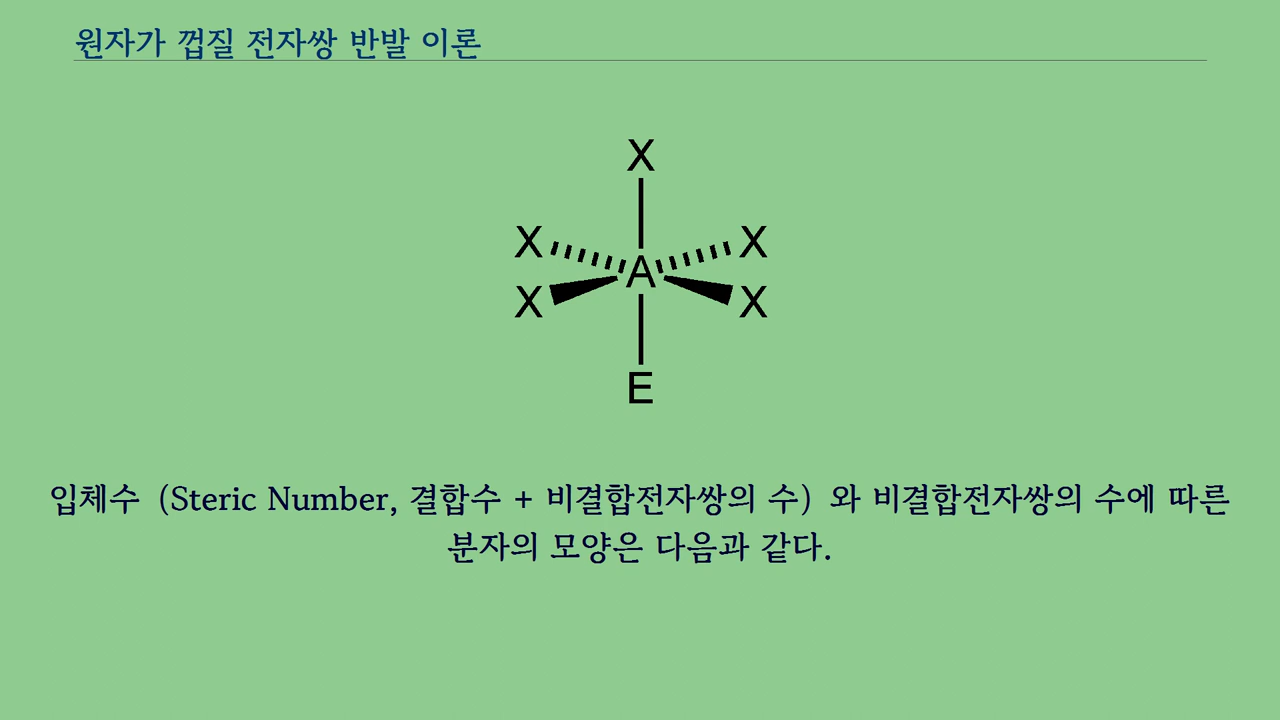 원자가 껍질 전자쌍 반발 이론
X
X X
A
X X
E
입체수 (Steric Number, 결합수 + 비결합전자쌍의 수) 와 비결합전자쌍의 수에 따른
분자의 모양은 다음과 같다.